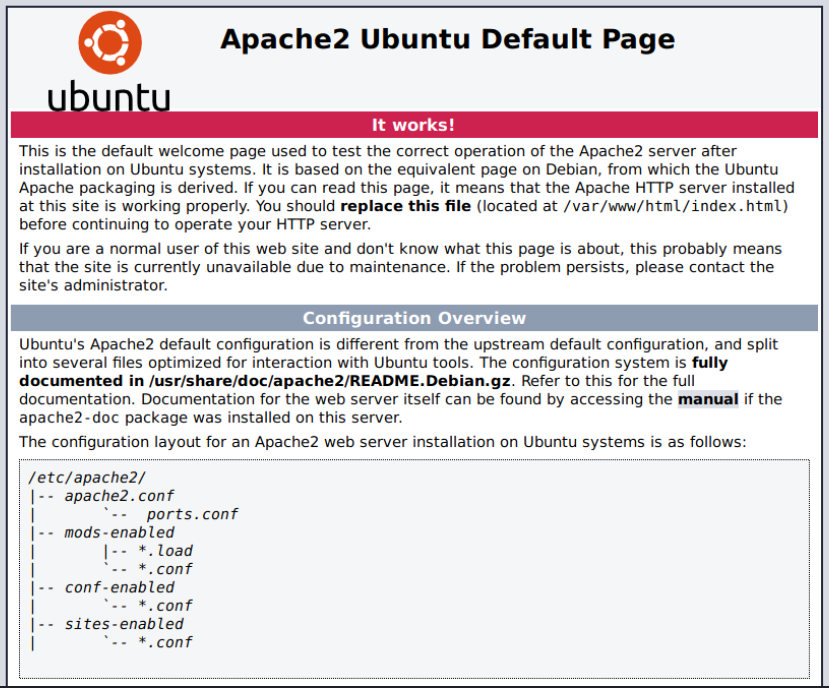 Apache2 Ubuntu Default Page
ubuntu
It works!
This is the default welcome page used to test the correct operation of the Apache2 server after
installation on Ubuntu systems. It is based on the equivalent page on Debian, from which the Ubuntu
Apache packaging is derived. If you can read this page, it means that the Apache HTTP server installed
at this site is working properly. You should replace this file (located at /var/www/html/index.html)
before continuing to operate your HTTP server.
If you are a normal user of this web site and don't know what this page is about, this probably means
that the site is currently unavailable due to maintenance. If the problem persists, please contact the
site's administrator.
Configuration Overview
Ubuntu's Apache2 default configuration is different from the upstream default configuration, and split
into several files optimized for interaction with Ubuntu tools. The configuration system is fully
documented in /usr/share/doc/apache2/README.Debian.gz. Refer to this for the full
documentation. Documentation for the web server itself can be found by accessing the manual if the
apache2-doc package was installed on this server.
The configuration layout for an Apache2 web server installation on Ubuntu systems is as follows:
/etc/apache2/
|-- apache2.conf
|       `--  ports.conf
|-- mods-enabled
|       |-- *.load
|       `-- *.conf
|-- conf-enabled
|       `-- *.conf
|-- sites-enabled
|       `-- *.conf